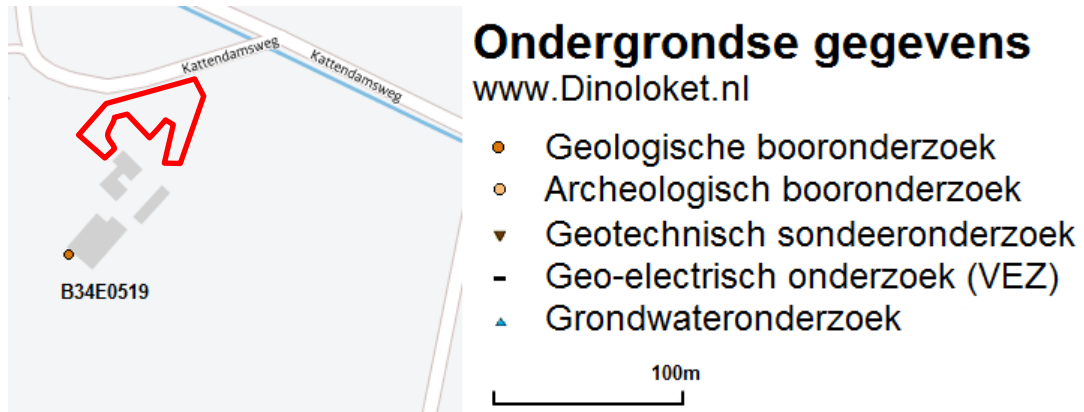 Kattendamsweg
Kattendamsweg
B34E0519
Ondergrondse gegevens
www.Dinoloket.nl
Geologische booronderzoek
Archeologisch booronderzoek
Geotechnisch sondeeronderzoek
Geo-electrisch onderzoek (VEZ)
Grondwateronderzoek
100m